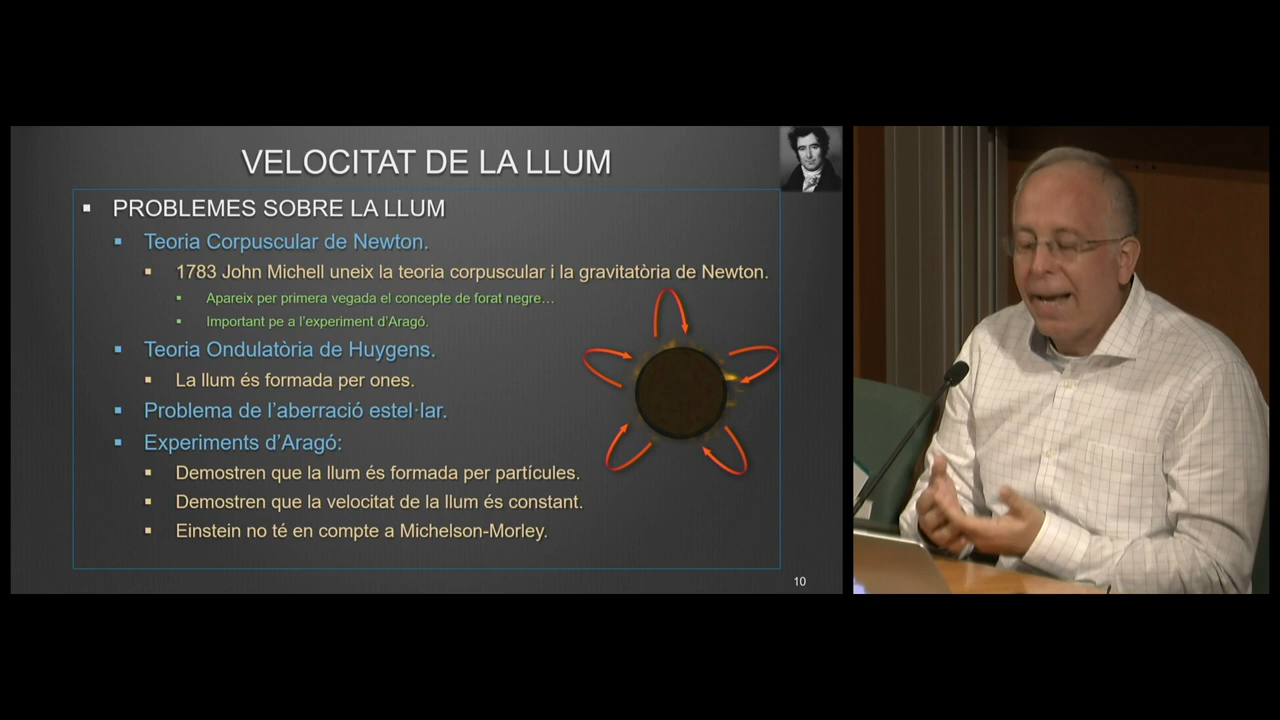 VELOCITAT DE LA LLUM
PROBLEMES SOBRE LA LLUM
Teoria Corpuscular de Newton.
1783 John Michell uneix la teoria corpuscular i la gravitatòria de Newton.
Apareix per primera vegada el concepte de forat negre…
Important pe a l’experiment d’Aragó.
Teoria Ondulatòria de Huygens.
La llum és formada per ones.
Problema de l’aberració estel·lar.
Experiments d’Aragó:
Demostren que la llum és formada per partícules.
Demostren que la velocitat de la llum és constant.
Einstein no té en compte a Michelson-Morley.
10